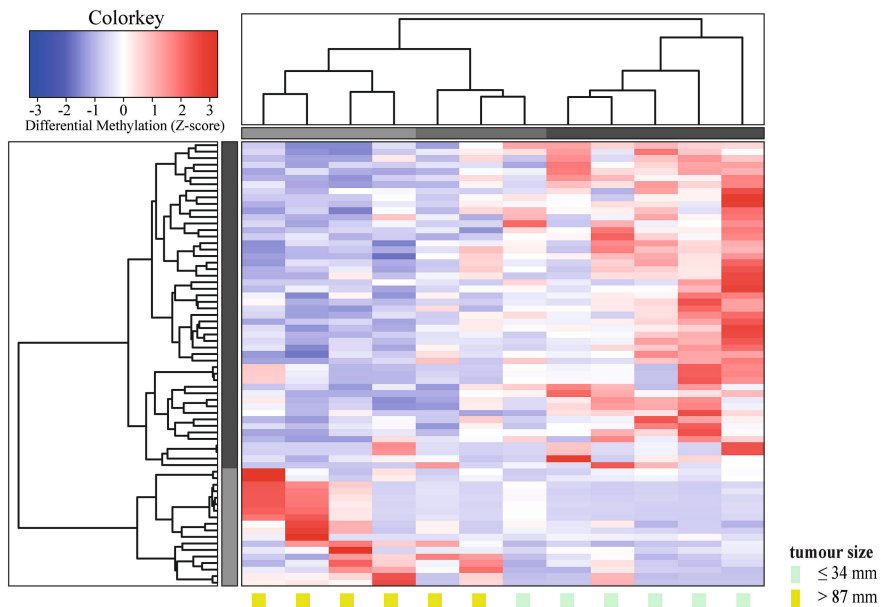 Colorkey
-3 -2 -1 0 1 2 3
Differential Methylation (Z-score)
tumour size
≤ 34 mm
> 87 mm